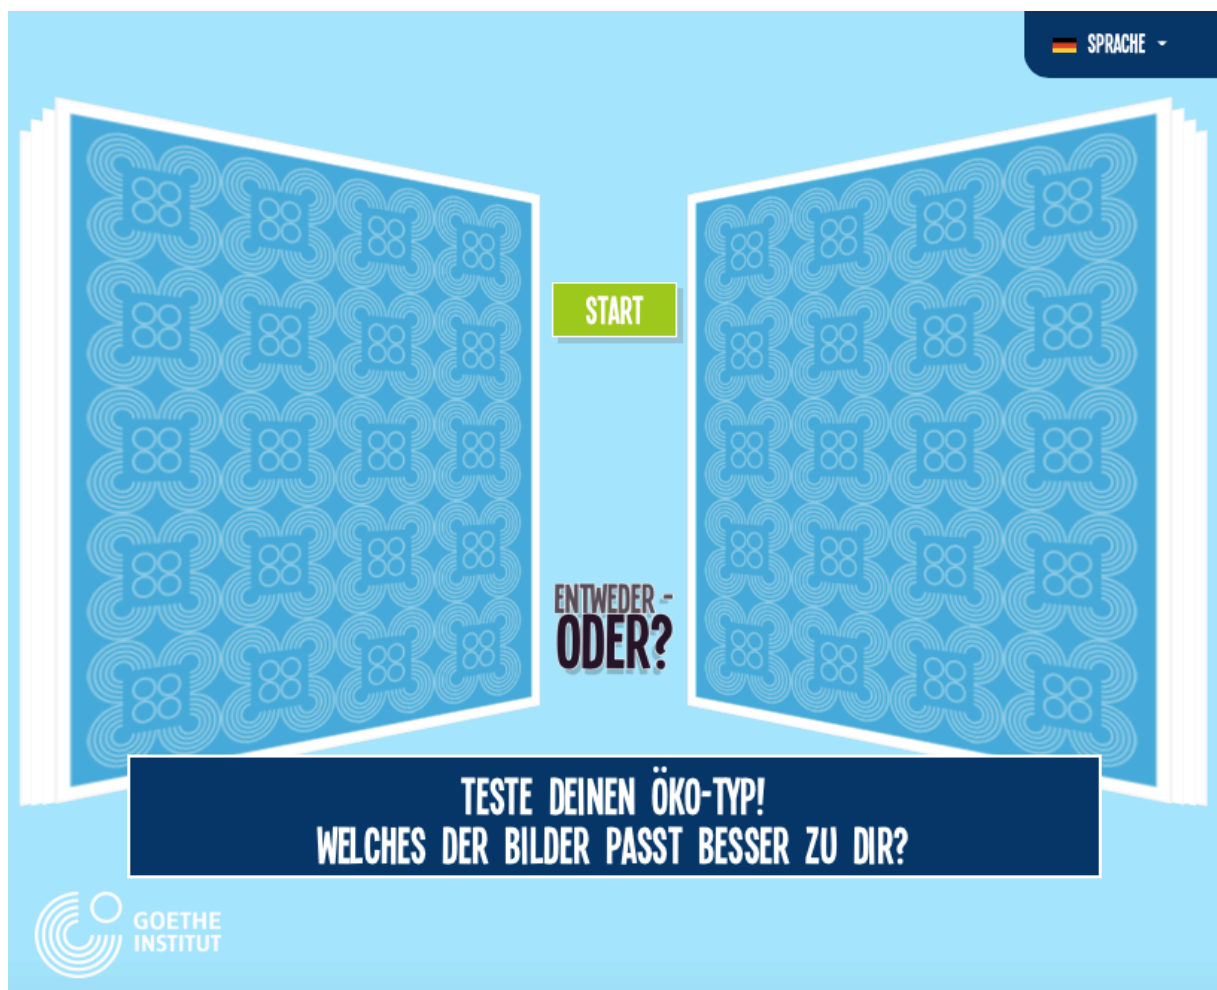 SPRACHE
START
ENTWEDER -
ODER?
TESTE DEINEN ÖKO-TYP!
WELCHES DER BILDER PASST BESSER ZU DIR?
GOETHE
INSTITUT